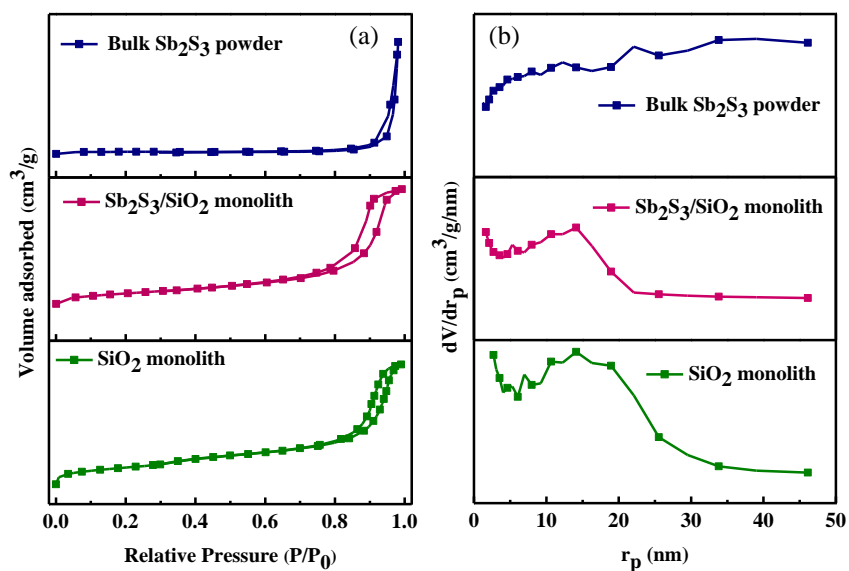 (a)
Bulk Sb2S3 powder
Sb2S3/SiO2 monolith
SiO2 monolith
Volume adsorbed (cm3/g)
0.0 0.2 0.4 0.6 0.8 1.0
Relative Pressure (P/P0)
(b)
Bulk Sb2S3 powder
Sb2S3/SiO2 monolith
SiO2 monolith
dV/drp (cm3/g/nm)
0 10 20 30 40 50
rp (nm)